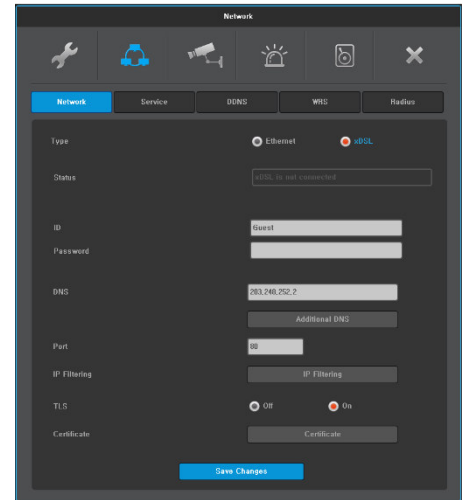 Network
Network Service DDNS WRS Radius
Type Ethernet xDSL
Status xDSL is not connected
ID Guest
Password
DNS 203,248,252,2
Additional DNS
Port 80
IP Filtering IP Filtering
TLS Off On
Certificate Certificate
Save Changes